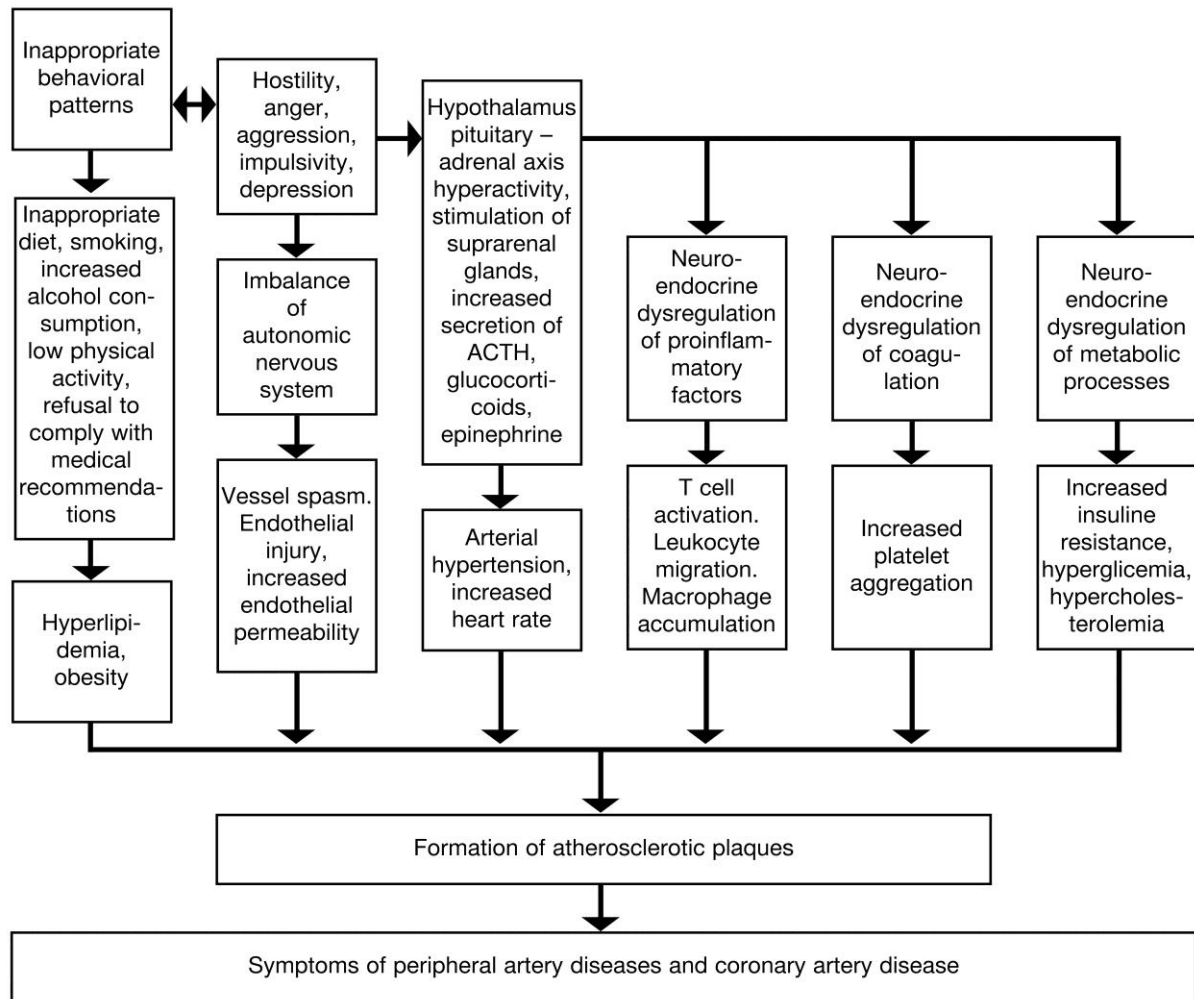 Inappropriate
behavioral
patterns
Hostility,
anger,
aggression,
impulsivity,
depression
Hypothalamus
pituitary –
adrenal axis
hyperactivity,
stimulation of
suprarenal
glands,
increased
secretion of
ACTH,
glucocorti-
coids,
epinephrine
Inappropriate
diet, smoking,
increased
alcohol con-
sumption,
low physical
activity,
refusal to
comply with
medical
recommenda-
tions
Imbalance
of
autonomic
nervous
system
Neuro-
endocrine
dysregulation
of proinflam-
matory
factors
Neuro-
endocrine
dysregulation
of coagu-
lation
Neuro-
endocrine
dysregulation
of metabolic
processes
Vessel spasm.
Endothelial
injury,
increased
endothelial
permeability
Arterial
hypertension,
increased
heart rate
T cell
activation.
Leukocyte
migration.
Macrophage
accumulation
Increased
platelet
aggregation
Increased
insuline
resistance,
hyperglicemia,
hypercholes-
terolemia
Hyperlipi-
demia,
obesity
Formation of atherosclerotic plaques
Symptoms of peripheral artery diseases and coronary artery disease